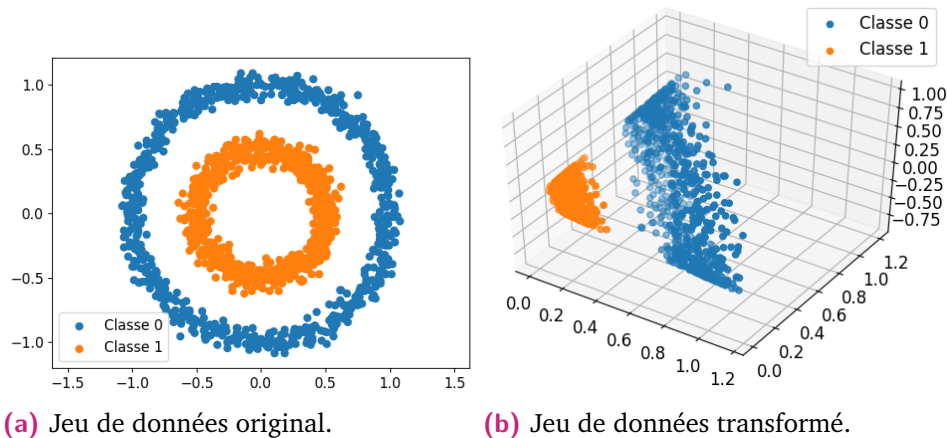 Classe 0
Classe 1
1.0
0.5
0.0
−0.5
−1.0
Classe 0
Classe 1
−1.5 −1.0 −0.5 0.0 0.5 1.0 1.5
Classe 0
Classe 1
1.00
0.75
0.50
0.25
0.00
−0.25
−0.50
−0.75
0.0 0.2 0.4 0.6 0.8 1.0 1.2
0.0 0.2 0.4 0.6 0.8 1.0 1.2
(a) Jeu de données original.
(b) Jeu de données transformé.